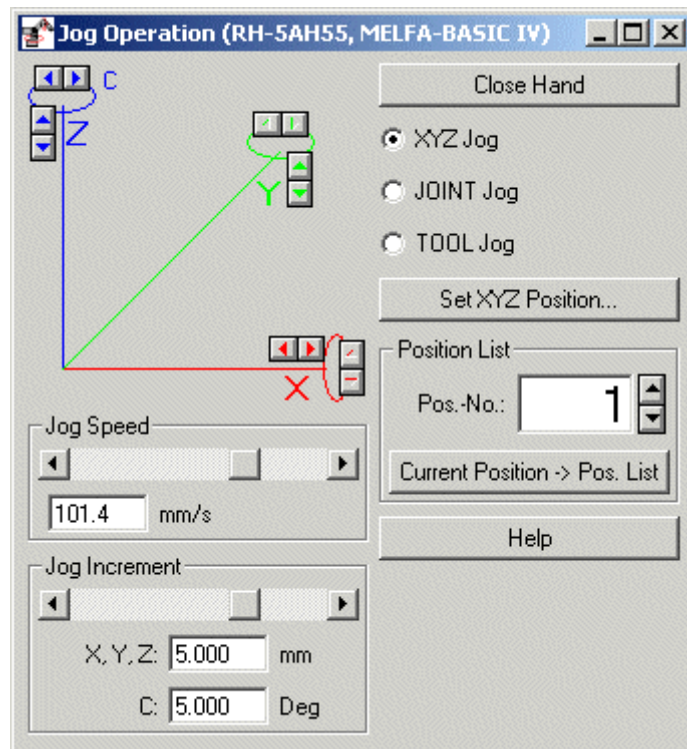 Jog Operation (RH-5AH55, MELFA-BASIC IV)
C
Z
Y
X
Close Hand
XYZ Jog
JOINT Jog
TOOL Jog
Set XYZ Position...
Position List
Pos.-No.: 1
Current Position -> Pos. List
Help
Jog Speed
101.4 mm/s
Jog Increment
X, Y, Z: 5.000 mm
C: 5.000 Deg